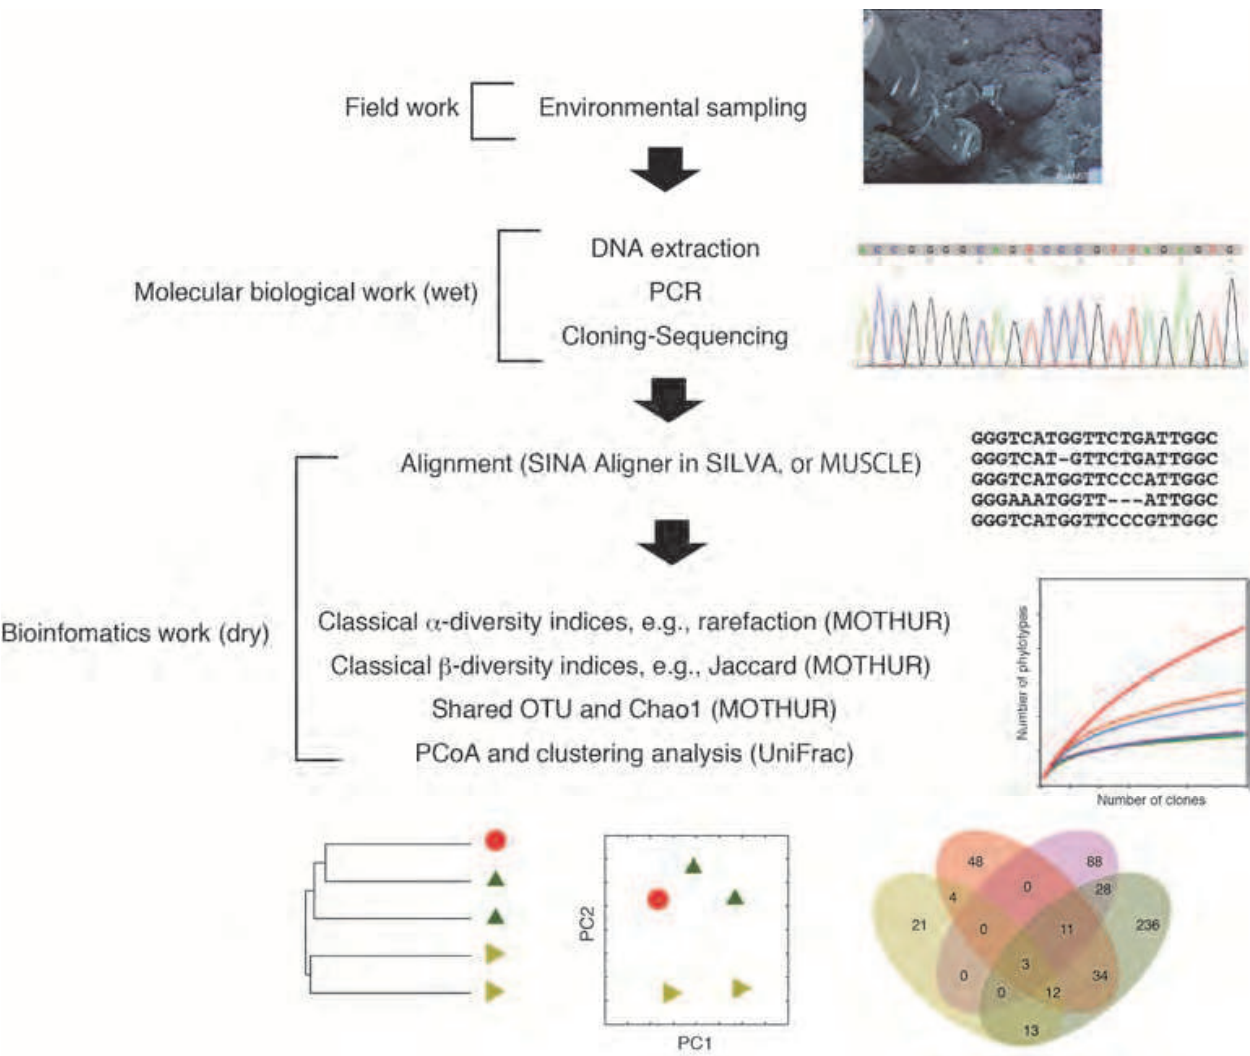 Field work
Environmental sampling
DNA extraction
Molecular biological work (wet)
PCR
Cloning-Sequencing
Alignment (SINA Aligner in SILVA, or MUSCLE)
GGGTCATGGTTCTGATTGGC
GGGTCAT-GTTCTGATTGGC
GGGTCATGGTTCCCATTGGC
GGGAAATGGTT---ATTGGC
GGGTCATGGTTCCCGTTGGC
Bioinfomatics work (dry)
Classical α-diversity indices, e.g., rarefaction (MOTHUR)
Classical β-diversity indices, e.g., Jaccard (MOTHUR)
Shared OTU and Chao1 (MOTHUR)
PCoA and clustering analysis (UniFrac)
Number of phylotypes
Number of clones
PC2
PC1
48
88
4
0
28
21
0
11
236
3
0
34
0
12
13